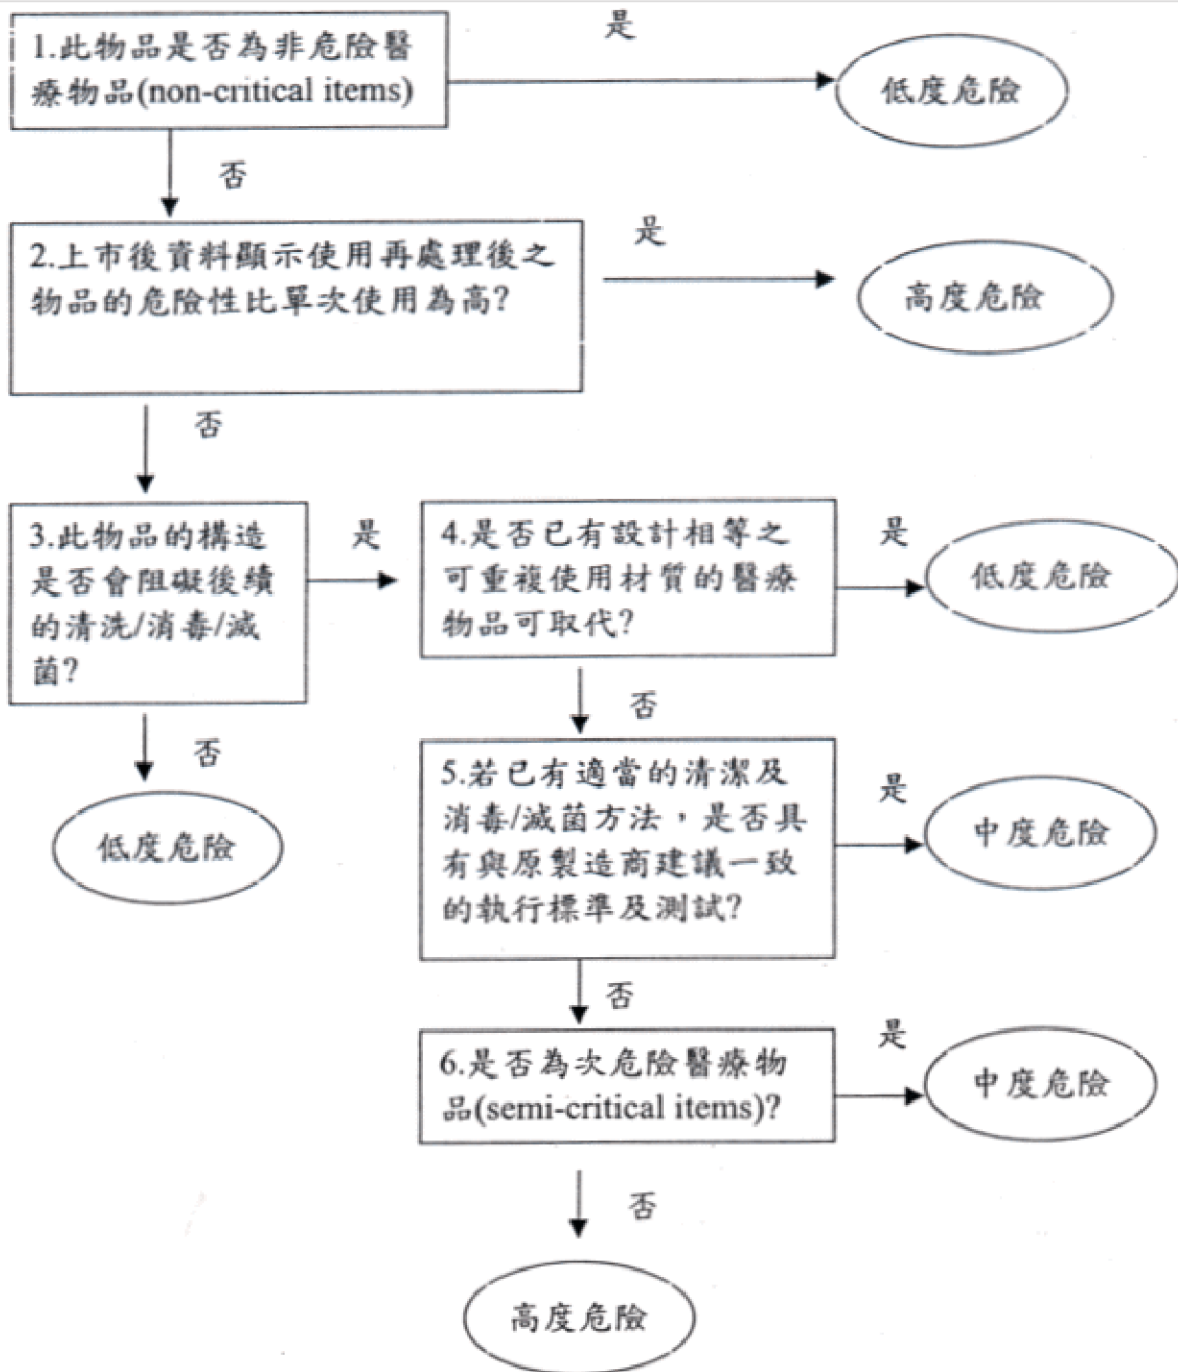 是
1.此物品是否為非危險醫
療物品(non-critical items)
低度危險
否
2.上市後資料顯示使用再處理後之
物品的危險性比單次使用為高?
是
高度危險
否
3.此物品的構造
是否會阻礙後續
的清洗/消毒/滅
菌?
是
4.是否已有設計相等之
可重複使用材質的醫療
物品可取代?
是
低度危險
否
否
低度危險
5.若已有適當的清潔及
消毒/滅菌方法，是否具
有與原製造商建議一致
的執行標準及測試?
是
中度危險
否
6.是否為次危險醫療物
品(semi-critical items)?
是
中度危險
否
高度危險